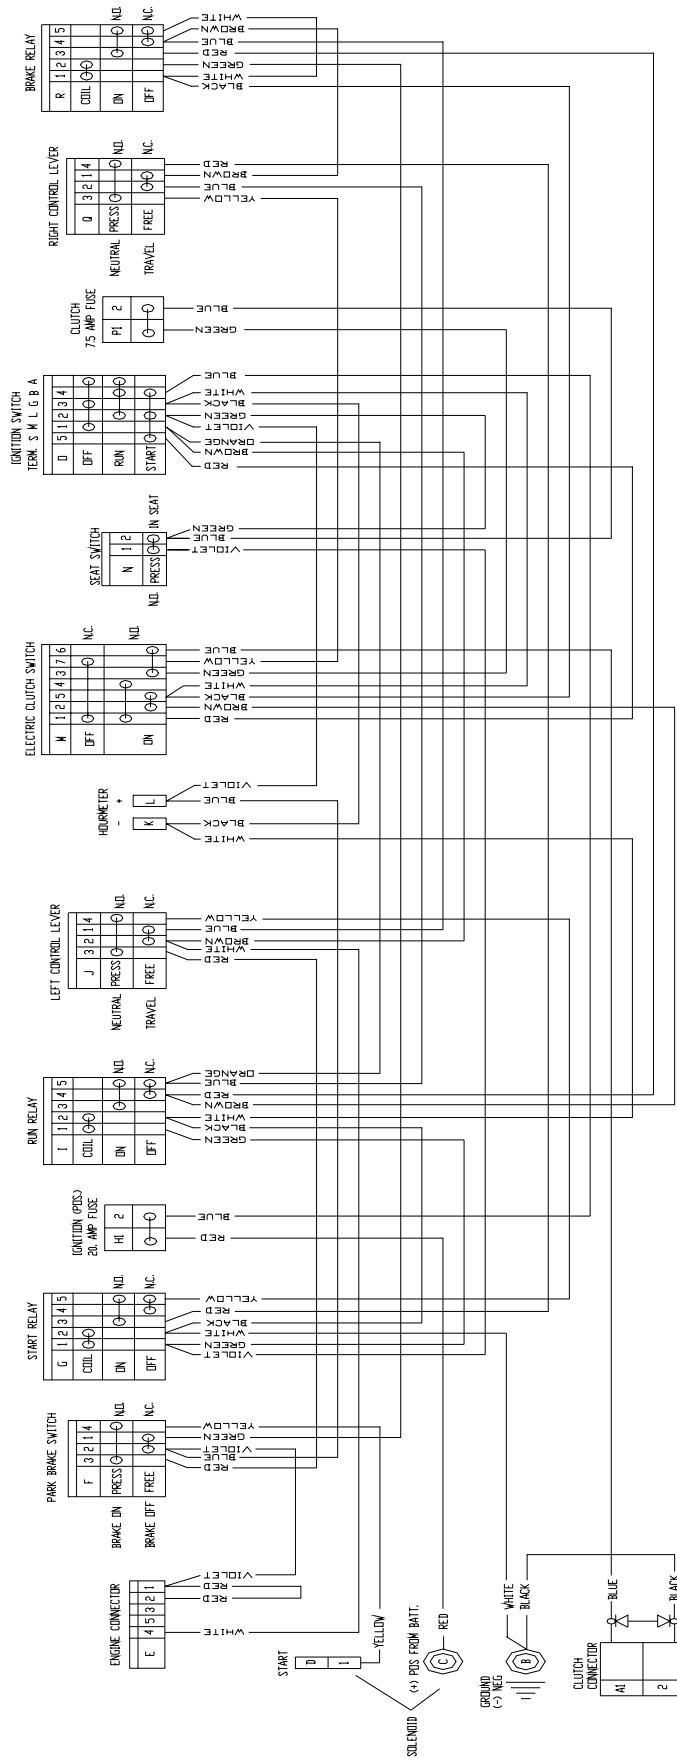 BRAKE RELAY
R 1 2 3 4 5
COIL
ON N.O.
OFF N.C.
WHITE
BROWN
BLUE
RED
GREEN
WHITE
BLACK
RIGHT CONTROL LEVER
Q 3 2 1 4
NEUTRAL PRESS N.O.
TRAVEL FREE N.C.
RED
BROWN
BLUE
YELLOW
CLUTCH
7.5 AMP FUSE
P1 2
BLUE
GREEN
IGNITION SWITCH
TERM. S M L G B A
O 5 1 2 3 4
OFF
RUN
START
BLUE
WHITE
BLACK
GREEN
VIOLET
ORANGE
BROWN
RED
SEAT SWITCH
N 1 2
N.O. PRESS IN SEAT
GREEN
BLUE
VIOLET
ELECTRIC CLUTCH SWITCH
M 1 2 5 4 3 7 6
OFF N.C.
ON N.O.
BLUE
YELLOW
GREEN
WHITE
BLACK
BROWN
RED
HOURMETER
- +
K L
VIOLET
BLUE
BLACK
WHITE
LEFT CONTROL LEVER
J 3 2 1 4
NEUTRAL PRESS N.O.
TRAVEL FREE N.C.
YELLOW
BLUE
BROWN
WHITE
RED
RUN RELAY
I 1 2 3 4 5
COIL
ON N.O.
OFF N.C.
ORANGE
BLUE
RED
BROWN
WHITE
BLACK
GREEN
IGNITION (POS.)
20. AMP FUSE
H1 2
BLUE
RED
START RELAY
G 1 2 3 4 5
COIL
ON N.O.
OFF N.C.
YELLOW
RED
BLACK
WHITE
GREEN
VIOLET
PARK BRAKE SWITCH
F 3 2 1 4
BRAKE ON PRESS N.O.
BRAKE OFF FREE N.C.
YELLOW
GREEN
VIOLET
BLUE
RED
ENGINE CONNECTOR
E 4 5 3 2 1
VIOLET
RED
RED
WHITE
START
D 1
YELLOW
SOLENOID
(+) POS FROM BATT.
C
RED
GROUND
(-) NEG
B
WHITE
BLACK
CLUTCH
CONNECTOR
A1
2
BLUE
BLACK